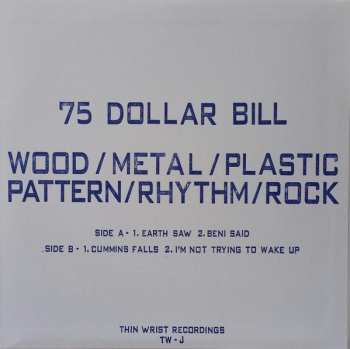 75 DOLLAR BILL
WOOD/METAL/PLASTIC
PATTERN/RHYTHM/ROCK
SIDE A - 1. EARTH SAW 2. BENI SAID
SIDE B - 1. CUMMINS FALLS 2. I'M NOT TRYING TO WAKE UP
THIN WRIST RECORDINGS
TW - J